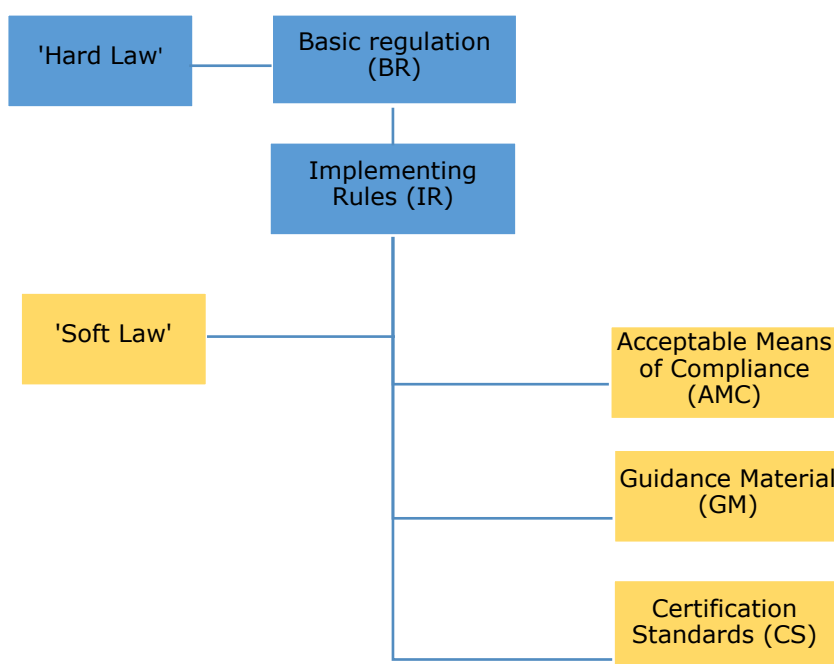 'Hard Law'
Basic regulation
(BR)
Implementing
Rules (IR)
'Soft Law'
Acceptable Means
of Compliance
(AMC)
Guidance Material
(GM)
Certification
Standards (CS)